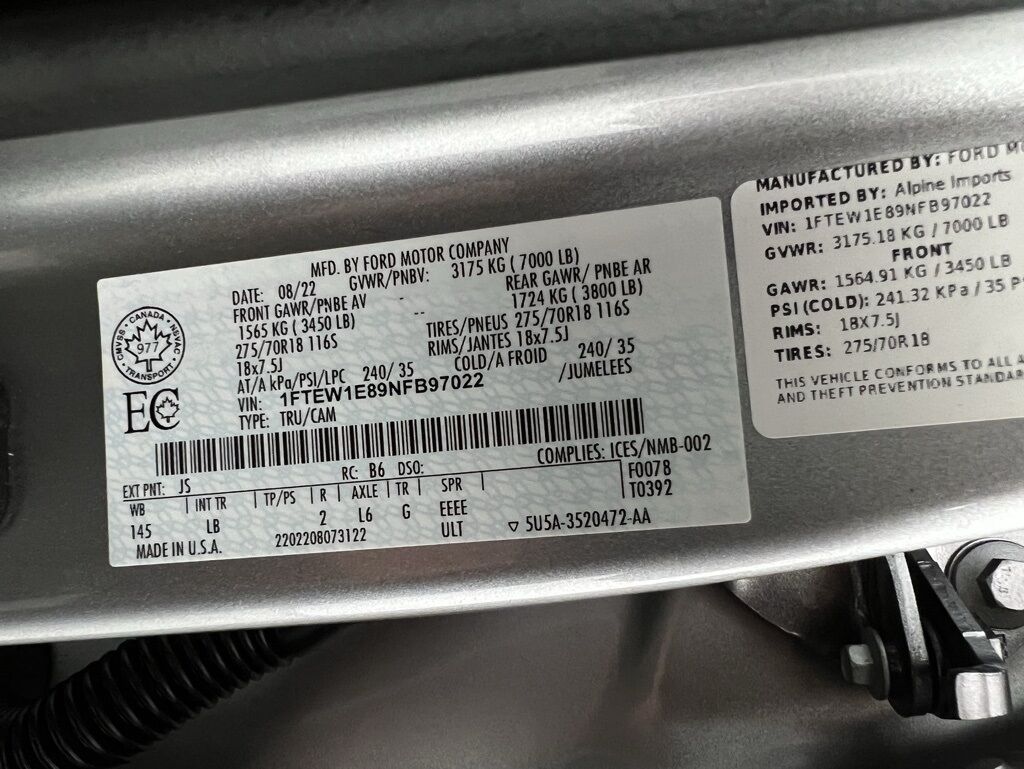 MFD. BY FORD MOTOR COMPANY
DATE: 08/22 GVWR/PNBV: 3175 KG ( 7000 LB)
FRONT GAWR/PNBE AV - REAR GAWR/ PNBE AR
1565 KG ( 3450 LB) -- 1724 KG ( 3800 LB)
275/70R18 116S TIRES/PNEUS 275/70R18 116S
18x7.5J RIMS/JANTES 18x7.5J
AT/A kPa/PSI/LPC 240/ 35 COLD/A FROID 240/ 35
VIN: 1FTEW1E89NFB97022 /JUMELEES
TYPE: TRU/CAM
CMVSS · CANADA · NSVAC
977
TRANSPORT
EC
COMPLIES: ICES/NMB-002
EXT PNT: JS RC: B6 DSO: F0078
WB INT TR TP/PS R AXLE TR SPR T0392
145 LB 2 L6 G EEEE
MADE IN U.S.A. 2202208073122 ULT ▽ 5U5A-3520472-AA
MANUFACTURED BY: FORD
IMPORTED BY: Alpine Imports
VIN: 1FTEW1E89NFB97022
GVWR: 3175.18 KG / 7000 LB
FRONT
GAWR: 1564.91 KG / 3450 LB
PSI (COLD): 241.32 KPa / 35
RIMS: 18X7.5J
TIRES: 275/70R18
THIS VEHICLE CONFORMS TO ALL
AND THEFT PREVENTION